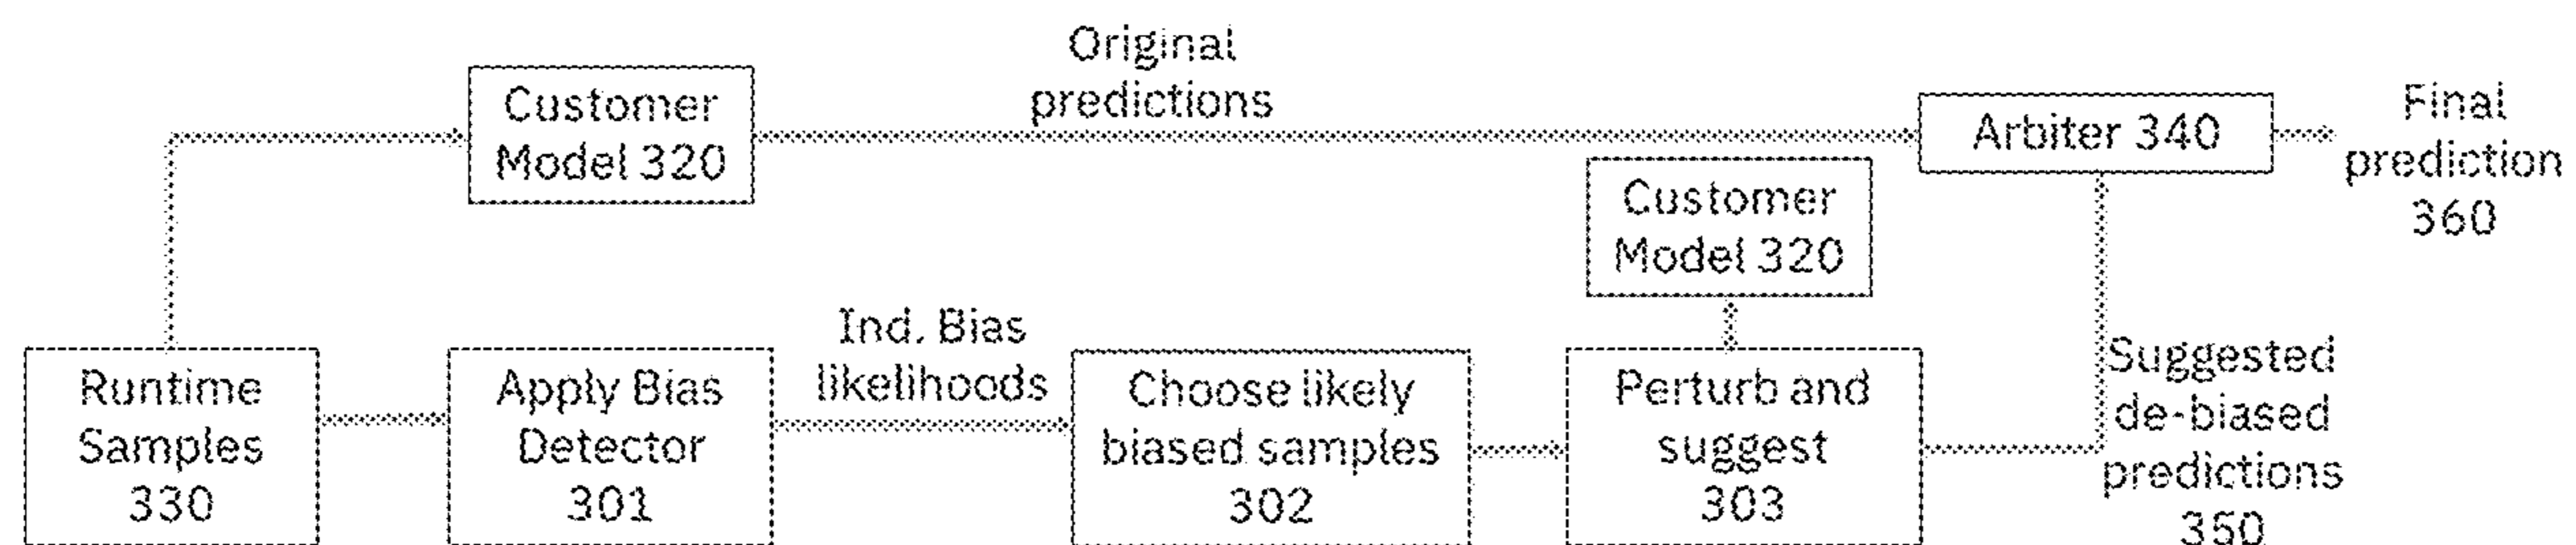 Original
predictions
Customer
Model 320
Arbiter 340
Final
prediction
360
Customer
Model 320
Ind. Bias
likelihoods
Runtime
Samples
330
Apply Bias
Detector
301
Choose likely
biased samples
302
Perturb and
suggest
303
Suggested
de-biased
predictions
350